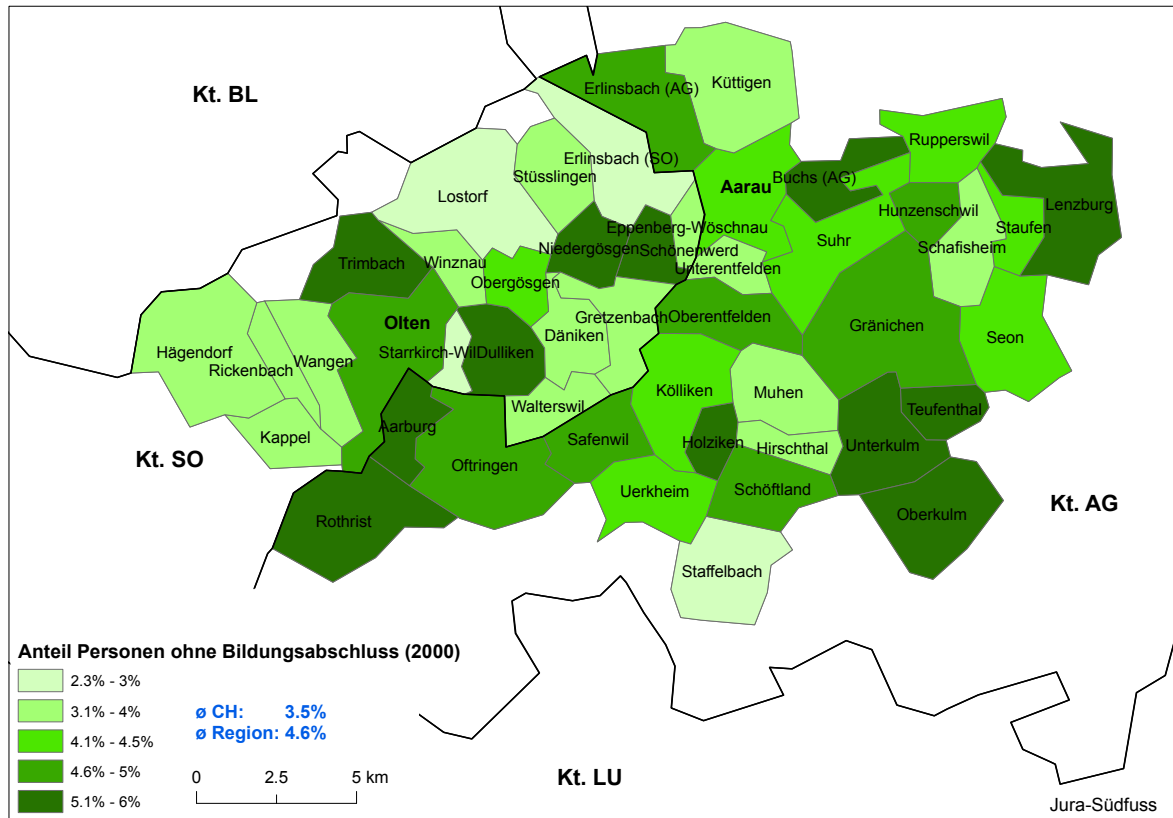 Kt. BL
Erlinsbach (AG)
Küttigen
Rupperswil
Erlinsbach (SO)
Stüsslingen
Aarau
Buchs (AG)
Lostorf
Hunzenschwil
Lenzburg
Eppenberg-Wöschnau
Staufen
Niedergösgen
Schönenwerd
Suhr
Schafisheim
Trimbach
Winznau
Unterentfelden
Obergösgen
Olten
Gretzenbach
Oberentfelden
Gränichen
Däniken
Seon
Hägendorf
Starrkirch-Wil
Dulliken
Wangen
Rickenbach
Kölliken
Muhen
Walterswil
Teufenthal
Kappel
Aarburg
Safenwil
Holziken
Hirschthal
Unterkulm
Kt. SO
Oftringen
Uerkheim
Schöftland
Kt. AG
Rothrist
Oberkulm
Staffelbach
Anteil Personen ohne Bildungsabschluss (2000)
2.3% - 3%
3.1% - 4%
4.1% - 4.5%
4.6% - 5%
5.1% - 6%
ø CH: 3.5%
ø Region: 4.6%
0 2.5 5 km
Kt. LU
Jura-Südfuss